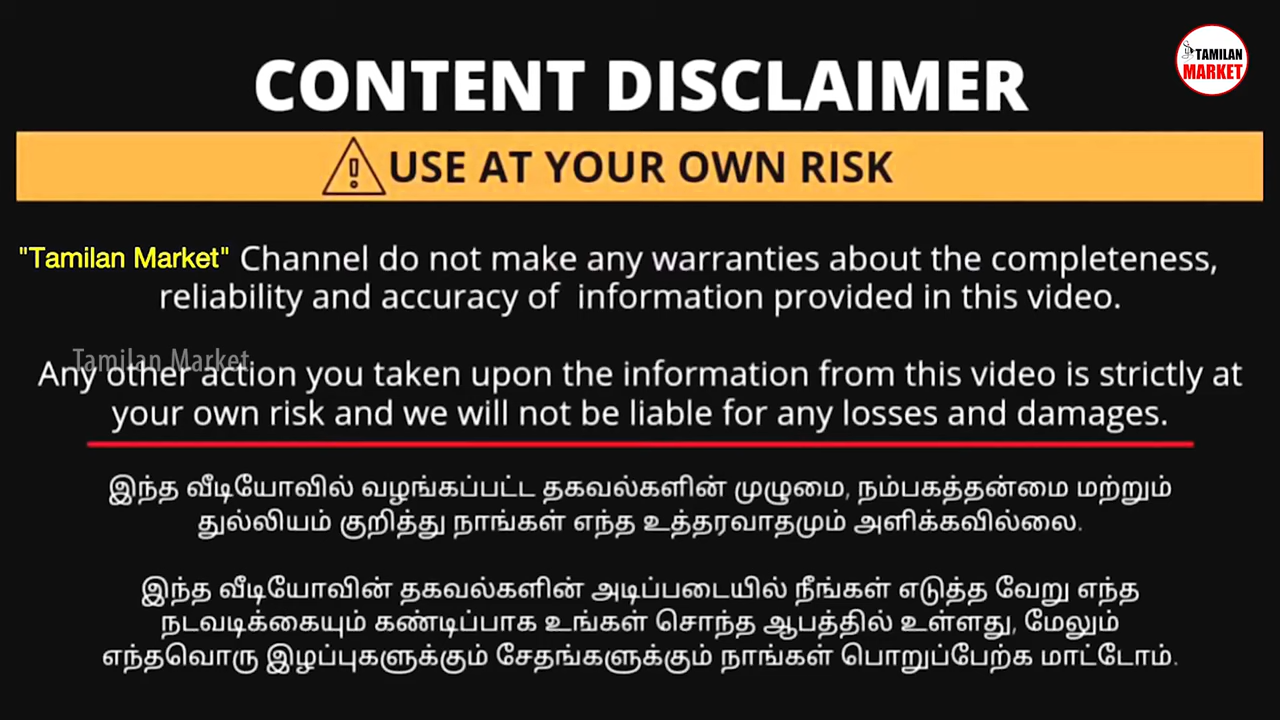 TAMILAN
MARKET
CONTENT DISCLAIMER
USE AT YOUR OWN RISK
"Tamilan Market" Channel do not make any warranties about the completeness,
reliability and accuracy of information provided in this video.
Tamilan Market
Any other action you taken upon the information from this video is strictly at
your own risk and we will not be liable for any losses and damages.
இந்த வீடியோவில் வழங்கப்பட்ட தகவல்களின் முழுமை, நம்பகத்தன்மை மற்றும்
துல்லியம் குறித்து நாங்கள் எந்த உத்தரவாதமும் அளிக்கவில்லை.
இந்த வீடியோவின் தகவல்களின் அடிப்படையில் நீங்கள் எடுத்த வேறு எந்த
நடவடிக்கையும் கண்டிப்பாக உங்கள் சொந்த ஆபத்தில் உள்ளது, மேலும்
எந்தவொரு இழப்புகளுக்கும் சேதங்களுக்கும் நாங்கள் பொறுப்பேற்க மாட்டோம்.